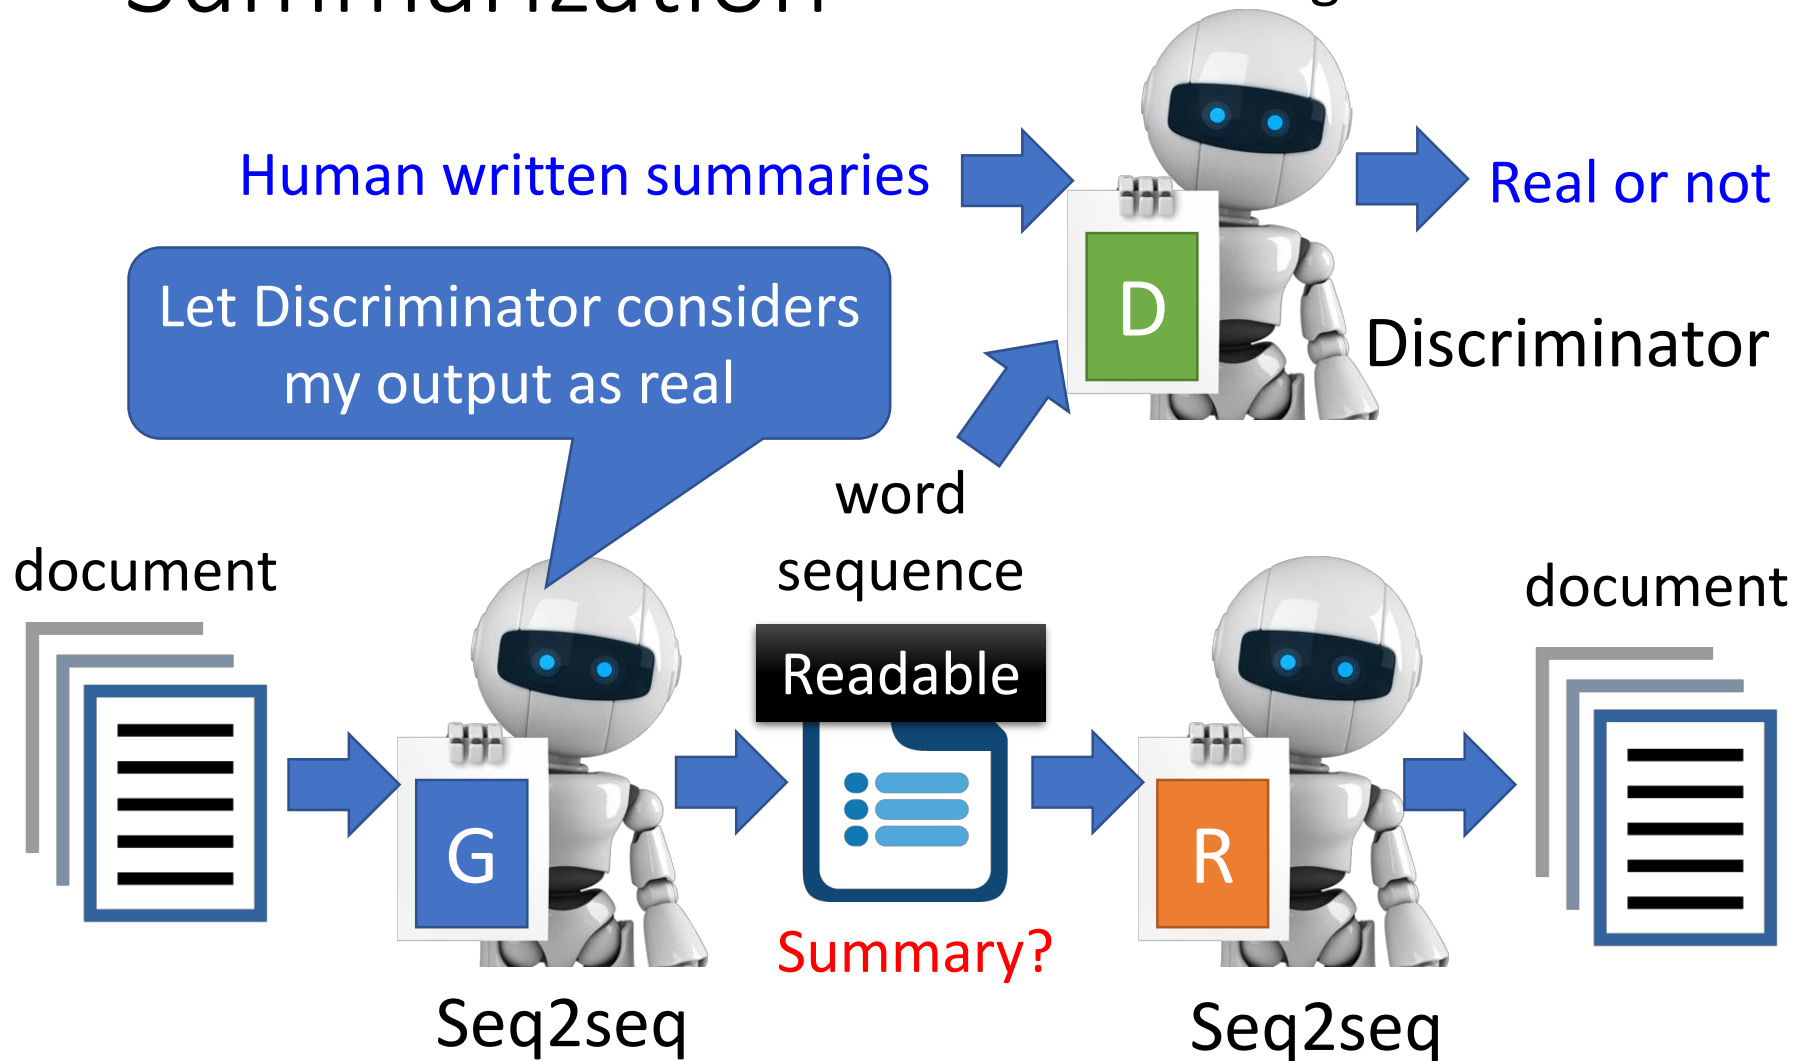 Summarization
Human written summaries
Real or not
Let Discriminator considers
my output as real
D
Discriminator
word
sequence
document
document
Readable
G
R
Summary?
Seq2seq
Seq2seq